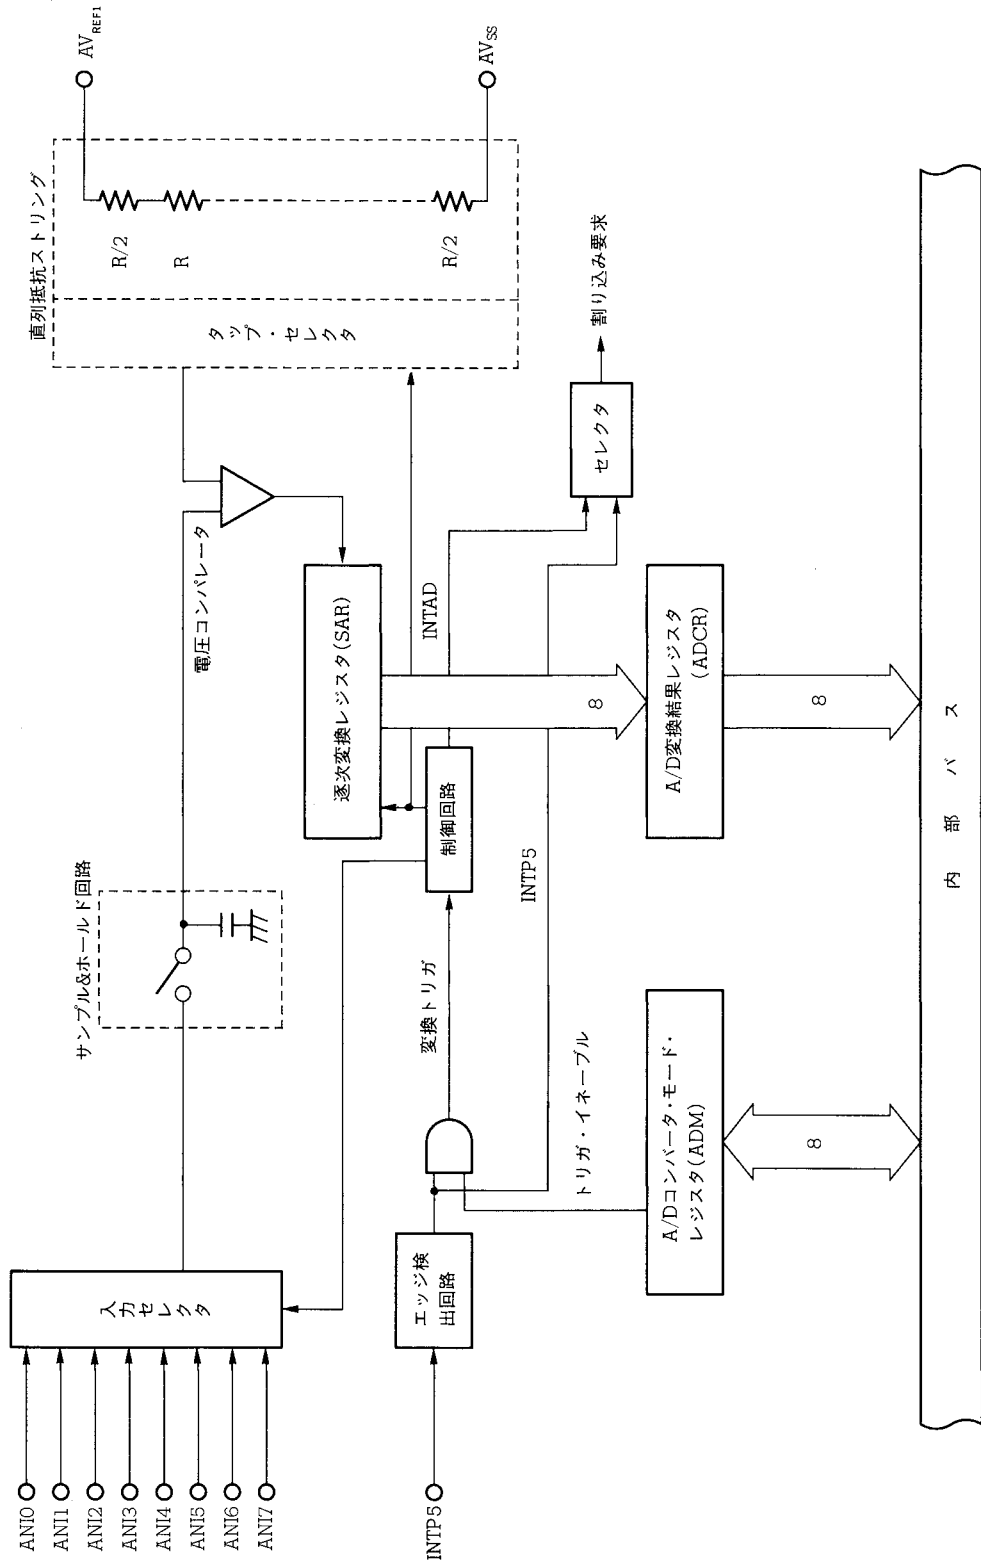 ANI0
ANI1
ANI2
ANI3
ANI4
ANI5
ANI6
ANI7
入力
セレクタ
サンプル&ホールド回路
電圧コンパレータ
直列抵抗ストリング
タップ・セレクタ
R/2
R
R/2
AVREF1
AVSS
逐次変換レジスタ(SAR)
INTAD
INTP5
エッジ検
出回路
変換トリガ
制御回路
INTP5
セレクタ
割り込み要求
トリガ・イネーブル
A/Dコンバータ・モード・
レジスタ(ADM)
8
8
A/D変換結果レジスタ
(ADCR)
8
内部バス